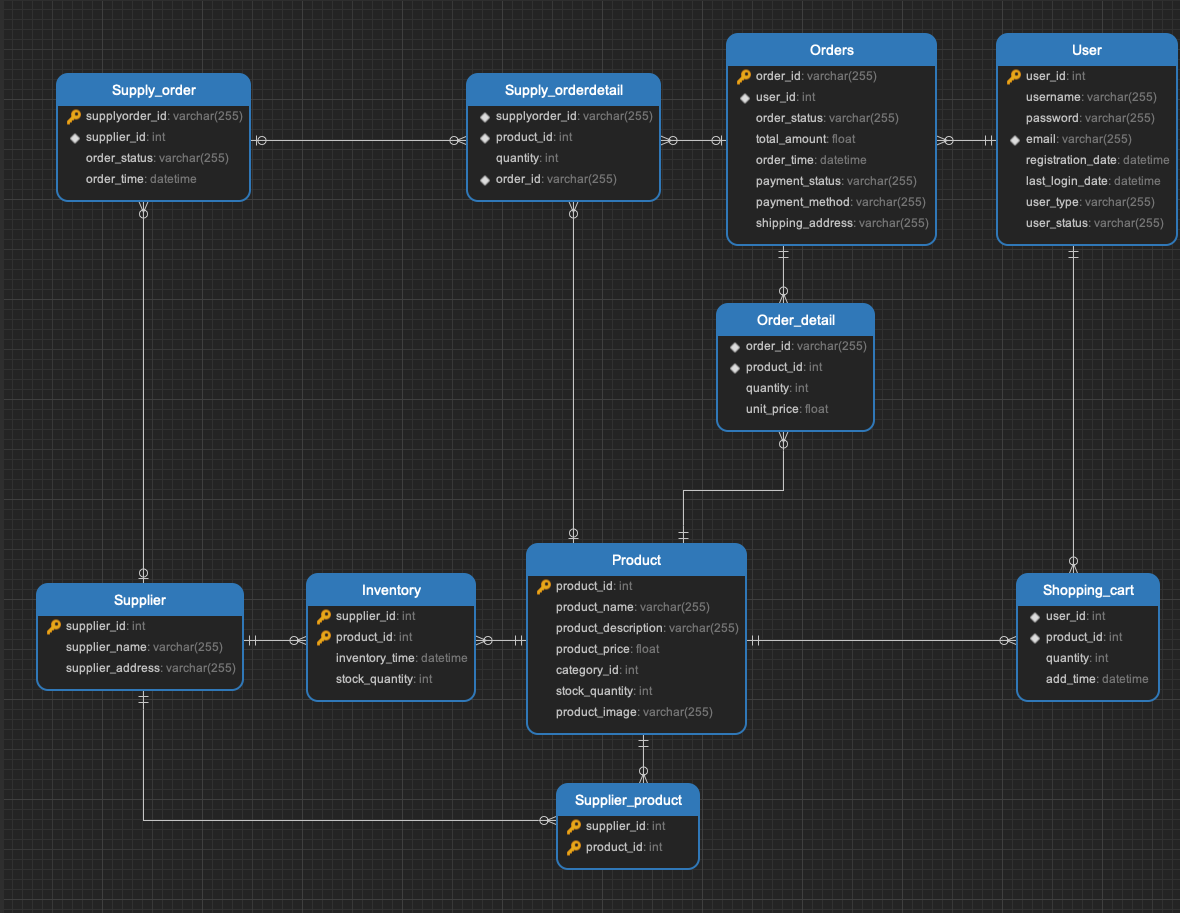 Supply_order
supplyorder_id: varchar(255)
supplier_id: int
order_status: varchar(255)
order_time: datetime
Supply_orderdetail
supplyorder_id: varchar(255)
product_id: int
quantity: int
order_id: varchar(255)
Orders
order_id: varchar(255)
user_id: int
order_status: varchar(255)
total_amount: float
order_time: datetime
payment_status: varchar(255)
payment_method: varchar(255)
shipping_address: varchar(255)
User
user_id: int
username: varchar(255)
password: varchar(255)
email: varchar(255)
registration_date: datetime
last_login_date: datetime
user_type: varchar(255)
user_status: varchar(255)
Order_detail
order_id: varchar(255)
product_id: int
quantity: int
unit_price: float
Supplier
supplier_id: int
supplier_name: varchar(255)
supplier_address: varchar(255)
Inventory
supplier_id: int
product_id: int
inventory_time: datetime
stock_quantity: int
Product
product_id: int
product_name: varchar(255)
product_description: varchar(255)
product_price: float
category_id: int
stock_quantity: int
product_image: varchar(255)
Shopping_cart
user_id: int
product_id: int
quantity: int
add_time: datetime
Supplier_product
supplier_id: int
product_id: int